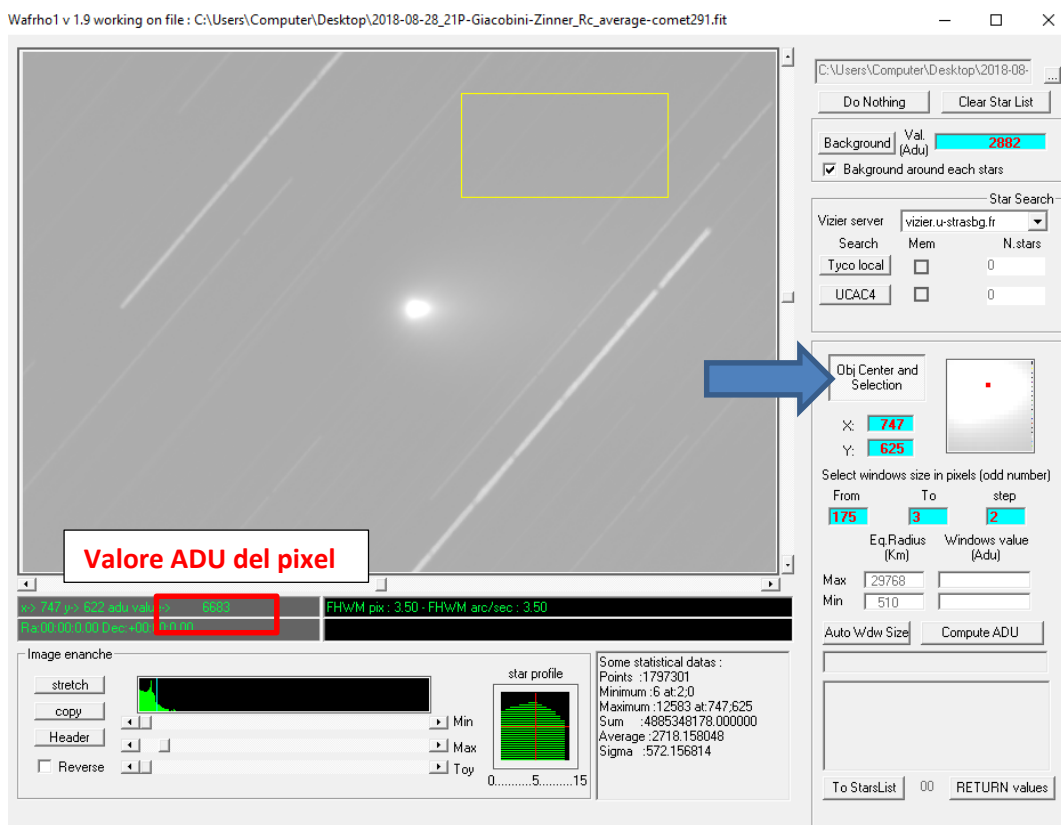 Wafrho1 v 1.9 working on file : C:\Users\Computer\Desktop\2018-08-28_21P-Giacobini-Zinner_Rc_average-comet291.fit
C:\Users\Computer\Desktop\2018-08- ...
Do Nothing Clear Star List
Background Val. (Adu) 2882
Bakground around each stars
Star Search
Vizier server vizier.u-strasbg.fr
Search Mem N.stars
Tyco local 0
UCAC4 0
Obj Center and
Selection
X: 747
Y: 625
Select windows size in pixels (odd number)
From To step
175 3 2
Eq.Radius Windows value
(Km) (Adu)
Max 29768
Min 510
Auto Wdw Size Compute ADU
To StarsList 00 RETURN values
Valore ADU del pixel
x-> 747 y-> 622 adu value-> 6683
FHWM pix : 3.50 - FHWM arc/sec : 3.50
Ra:00:00:0.00 Dec:+00:00:0.00
Image enanche
stretch
copy
Header
Reverse
Min
Max
Toy
star profile
0..........5..........15
Some statistical datas :
Points :1797301
Minimum :6 at:2;0
Maximum :12583 at:747;625
Sum :4885348178.000000
Average :2718.158048
Sigma :572.156814